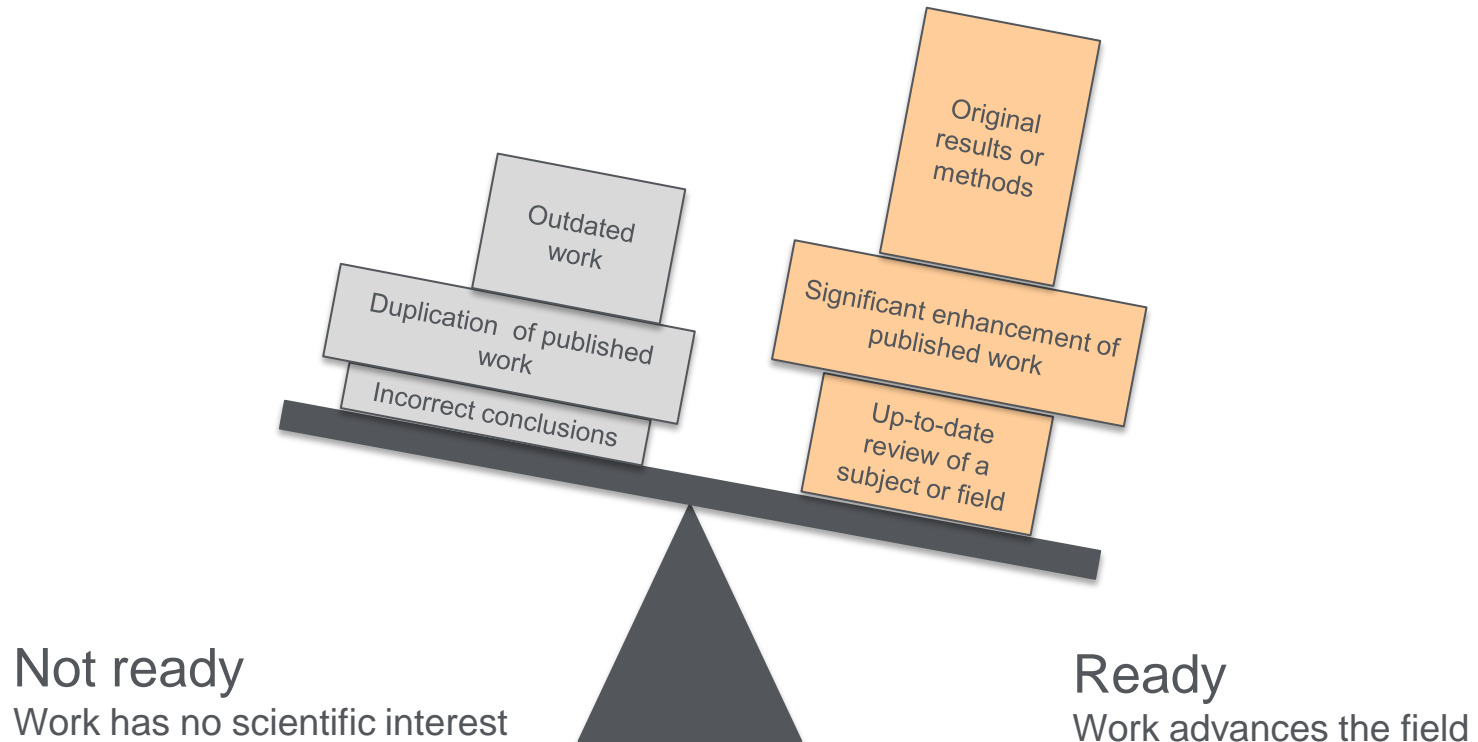 Original
results or
methods
Outdated
work
Significant enhancement of
published work
Duplication  of published
work
Incorrect conclusions
Up-to-date
review of a
subject or field
Not ready
Work has no scientific interest
Ready
Work advances the field